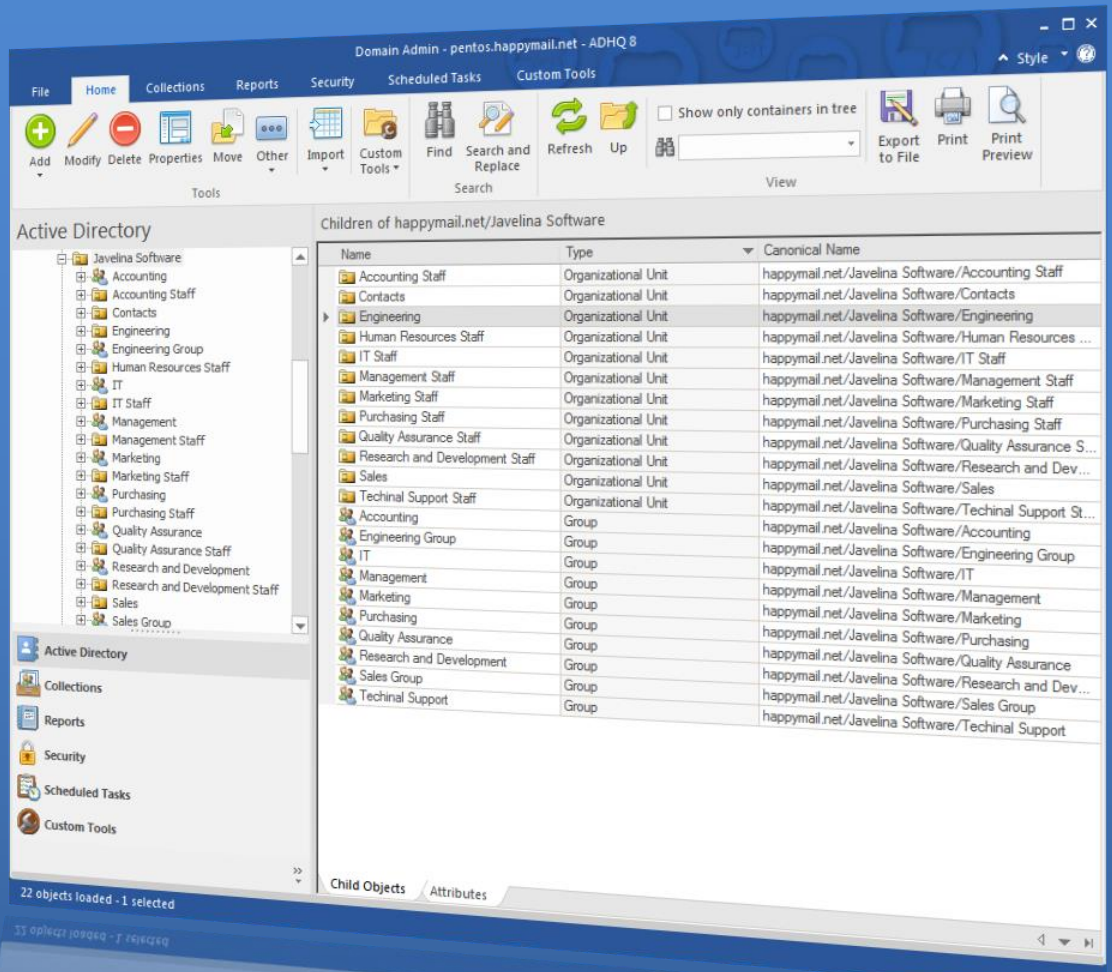 Domain Admin - pentos.happymail.net - ADHQ 8
File Home Collections Reports Security Scheduled Tasks Custom Tools Style
Add Modify Delete Properties Move Other Import Custom Tools Find Search and Replace Refresh Up Show only containers in tree Export to File Print Print Preview
Tools Search View
Active Directory
Javelina Software
Accounting
Accounting Staff
Contacts
Engineering
Engineering Group
Human Resources Staff
IT
IT Staff
Management
Management Staff
Marketing
Marketing Staff
Purchasing
Purchasing Staff
Quality Assurance
Quality Assurance Staff
Research and Development
Research and Development Staff
Sales
Sales Group
Active Directory
Collections
Reports
Security
Scheduled Tasks
Custom Tools
Children of happymail.net/Javelina Software
Name Type Canonical Name
Accounting Staff Organizational Unit happymail.net/Javelina Software/Accounting Staff
Contacts Organizational Unit happymail.net/Javelina Software/Contacts
Engineering Organizational Unit happymail.net/Javelina Software/Engineering
Human Resources Staff Organizational Unit happymail.net/Javelina Software/Human Resources ...
IT Staff Organizational Unit happymail.net/Javelina Software/IT Staff
Management Staff Organizational Unit happymail.net/Javelina Software/Management Staff
Marketing Staff Organizational Unit happymail.net/Javelina Software/Marketing Staff
Purchasing Staff Organizational Unit happymail.net/Javelina Software/Purchasing Staff
Quality Assurance Staff Organizational Unit happymail.net/Javelina Software/Quality Assurance S...
Research and Development Staff Organizational Unit happymail.net/Javelina Software/Research and Dev...
Sales Organizational Unit happymail.net/Javelina Software/Sales
Techinal Support Staff Organizational Unit happymail.net/Javelina Software/Techinal Support St...
Accounting Group happymail.net/Javelina Software/Accounting
Engineering Group Group happymail.net/Javelina Software/Engineering Group
IT Group happymail.net/Javelina Software/IT
Management Group happymail.net/Javelina Software/Management
Marketing Group happymail.net/Javelina Software/Marketing
Purchasing Group happymail.net/Javelina Software/Purchasing
Quality Assurance Group happymail.net/Javelina Software/Quality Assurance
Research and Development Group happymail.net/Javelina Software/Research and Dev...
Sales Group Group happymail.net/Javelina Software/Sales Group
Techinal Support Group happymail.net/Javelina Software/Techinal Support
Child Objects Attributes
22 objects loaded - 1 selected